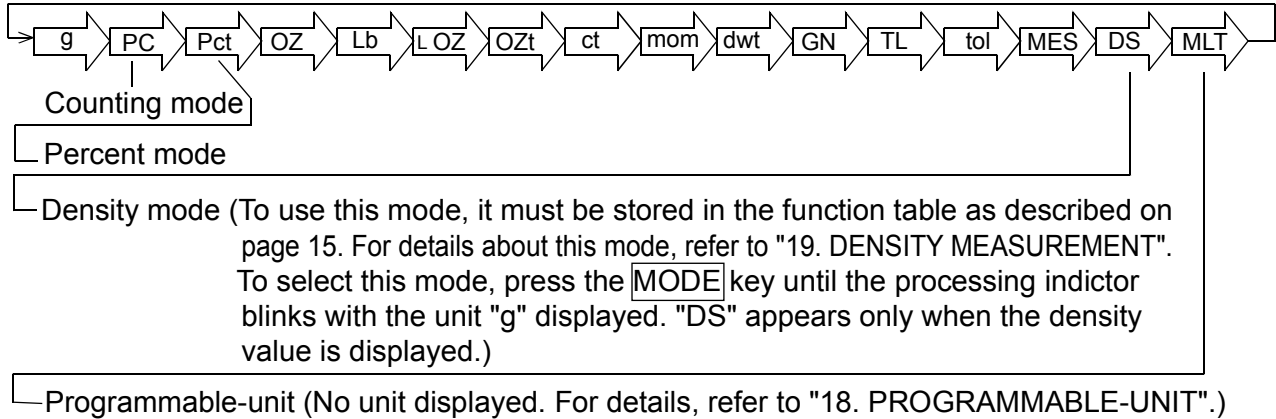 g PC Pct OZ Lb L OZ OZt ct mom dwt GN TL tol MES DS MLT
Counting mode
Percent mode
Density mode (To use this mode, it must be stored in the function table as described on
page 15. For details about this mode, refer to "19. DENSITY MEASUREMENT".
To select this mode, press the MODE key until the processing indictor
blinks with the unit "g" displayed. "DS" appears only when the density
value is displayed.)
Programmable-unit (No unit displayed. For details, refer to "18. PROGRAMMABLE-UNIT".)